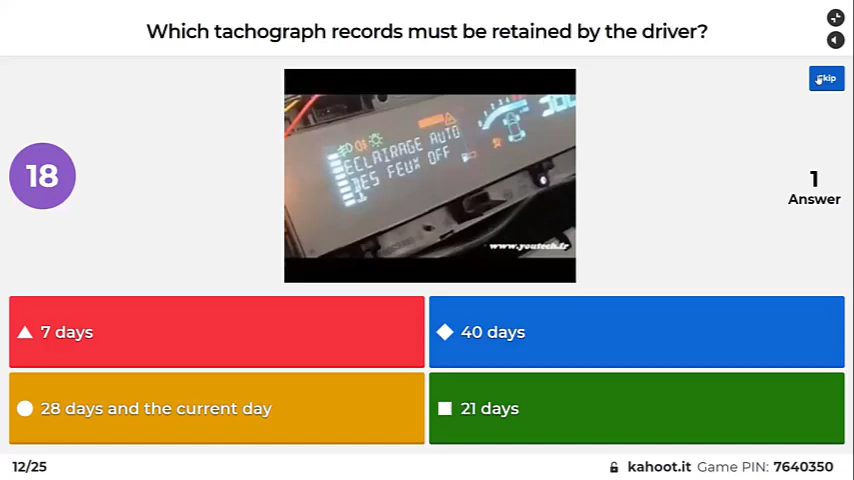 Which tachograph records must be retained by the driver?
Skip
18
ECLAIRAGE AUTO
DES FEUX OFF
www.youtech.fr
1
Answer
7 days
40 days
28 days and the current day
21 days
12/25
kahoot.it Game PIN: 7640350